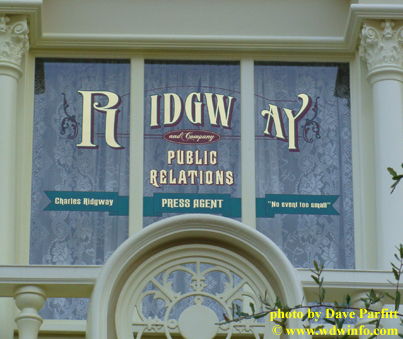 RIDGWAY
and Company
PUBLIC
RELATIONS
Charles Ridgway PRESS AGENT "No event too small"
photo by Dave Parfitt
© www.wdwinfo.com